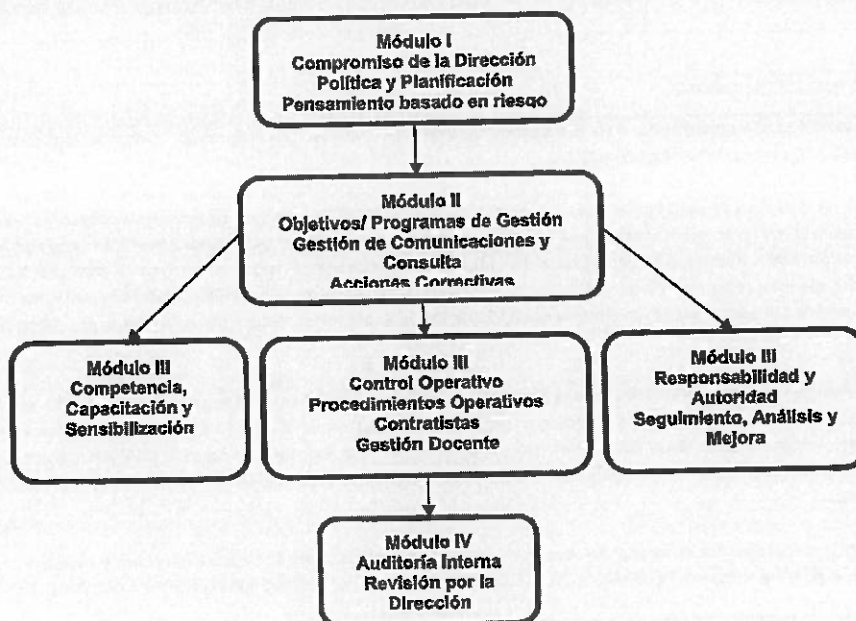 Módulo I
Compromiso de la Dirección
Política y Planificación
Pensamiento basado en riesgo
Módulo II
Objetivos/ Programas de Gestión
Gestión de Comunicaciones y
Consulta
Acciones Correctivas
Módulo III
Competencia,
Capacitación y
Sensibilización
Módulo III
Control Operativo
Procedimientos Operativos
Contratistas
Gestión Docente
Módulo III
Responsabilidad y
Autoridad
Seguimiento, Análisis y
Mejora
Módulo IV
Auditoría Interna
Revisión por la
Dirección